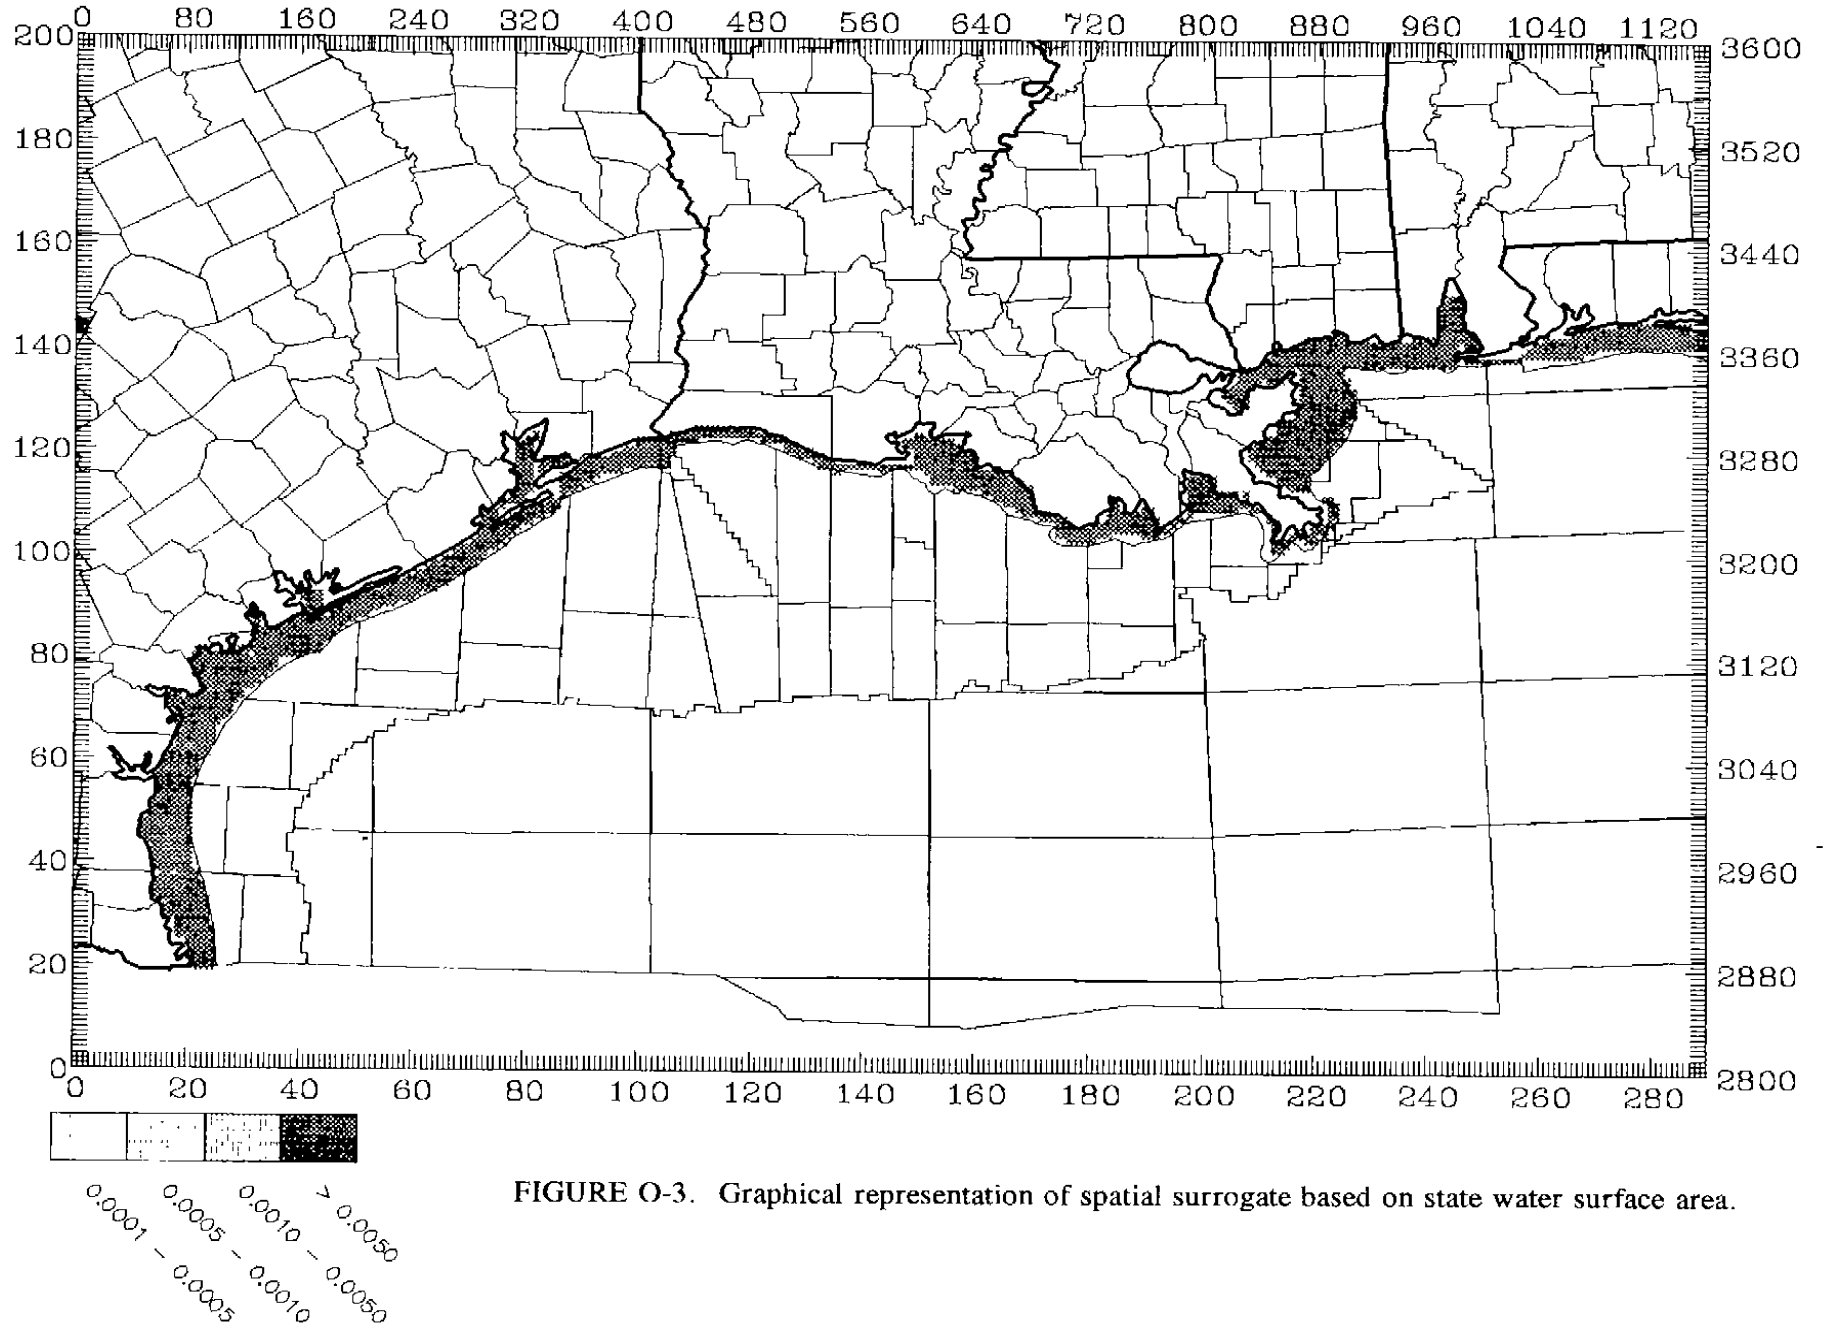 0 80 160 240 320 400 480 560 640 720 800 880 960 1040 1120
200 3600
180 3520
160 3440
140 3360
120 3280
100 3200
80 3120
60 3040
40 2960
20 2880
0 2800
0 20 40 60 80 100 120 140 160 180 200 220 240 260 280
0.0001 - 0.0005
0.0005 - 0.0010
0.0010 - 0.0050
> 0.0050
FIGURE O-3. Graphical representation of spatial surrogate based on state water surface area.